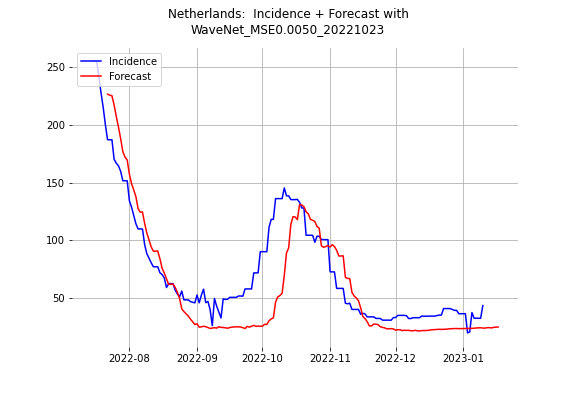 Netherlands:  Incidence + Forecast with
WaveNet_MSE0.0050_20221023
Incidence
Forecast
250
200
150
100
50
2022-08
2022-09
2022-10
2022-11
2022-12
2023-01